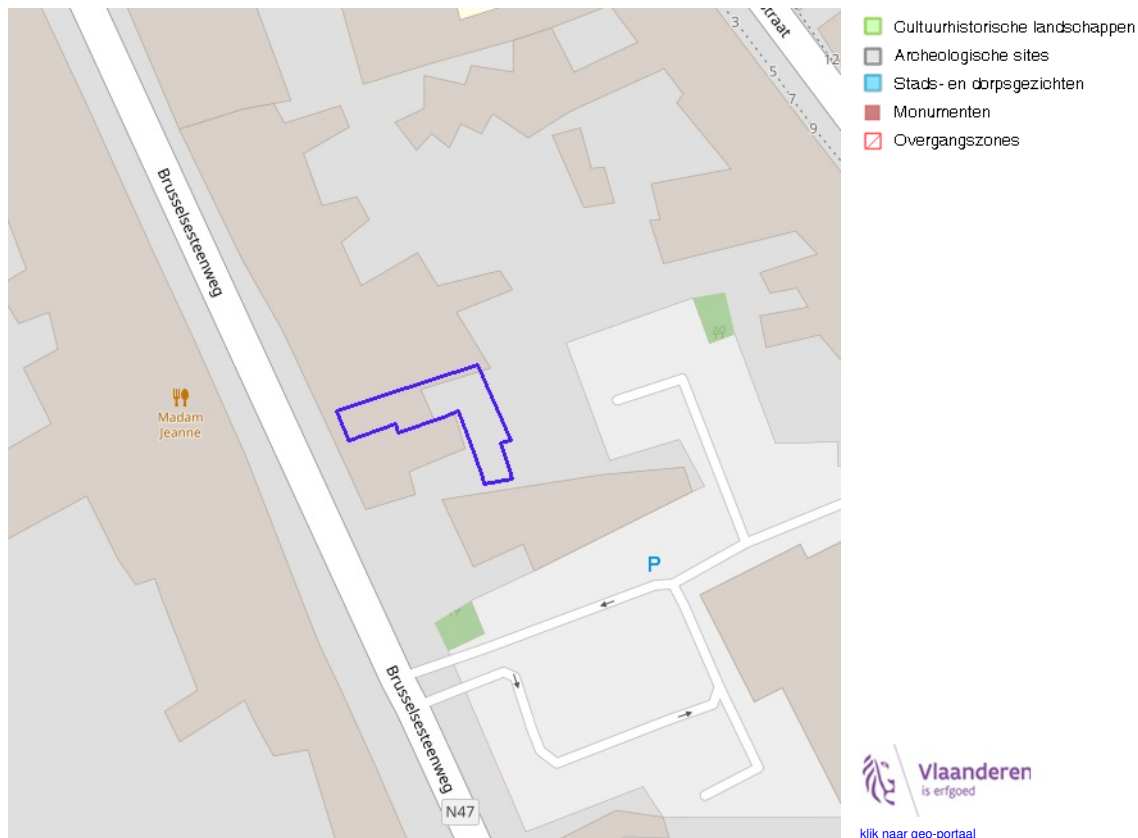 straat
3
5
7
9
12
Brusselsesteenweg
Madam
Jeanne
P
Brusselsesteenweg
N47
Cultuurhistorische landschappen
Archeologische sites
Stads- en dorpsgezichten
Monumenten
Overgangszones
Vlaanderen
is erfgoed
klik naar geo-portaal